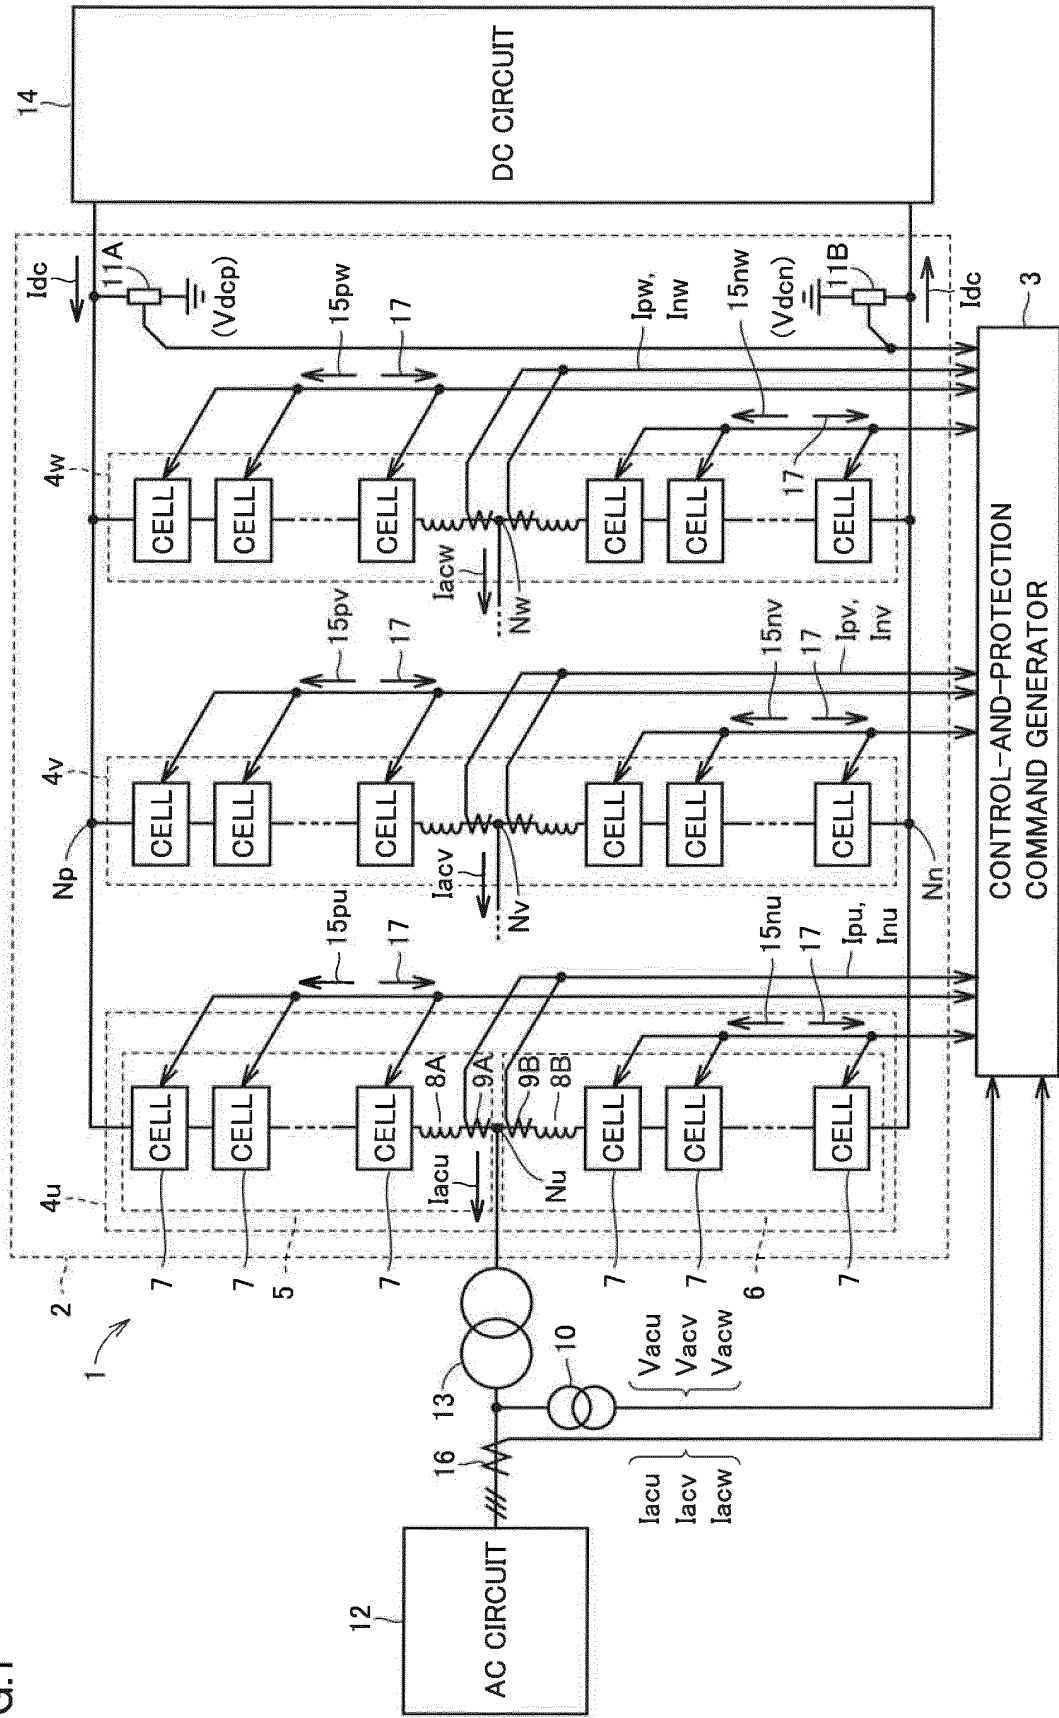 G.1
1
2
4u
4v
4w
Np
Idc
11A
14
(Vdcp)
DC CIRCUIT
CELL
CELL
CELL
CELL
CELL
CELL
CELL
CELL
CELL
7
7
7
5
15pu
17
15pv
17
15pw
17
8A
9A
9B
8B
Iacu
Iacv
Iacw
Nu
Nv
Nw
Ipw,
Inw
12
AC CIRCUIT
16
13
10
CELL
CELL
CELL
CELL
CELL
CELL
CELL
CELL
CELL
7
7
7
6
15nu
17
15nv
17
15nw
17
(Vdcn)
11B
Idc
Ipu,
Inu
Ipv,
Inv
Nn
Vacu
Vacv
Vacw
Iacu
Iacv
Iacw
3
CONTROL-AND-PROTECTION
COMMAND GENERATOR